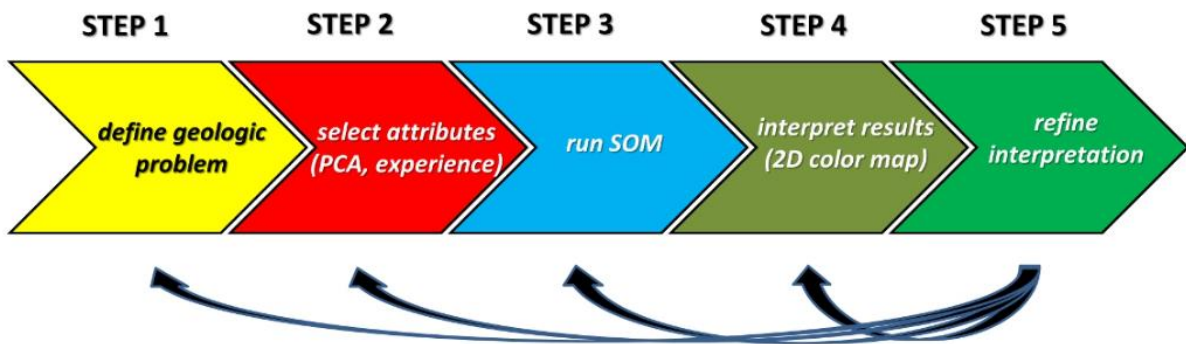 STEP 1
STEP 2
STEP 3
STEP 4
STEP 5
define geologic
problem
select attributes
(PCA, experience)
run SOM
interpret results
(2D color map)
refine
interpretation